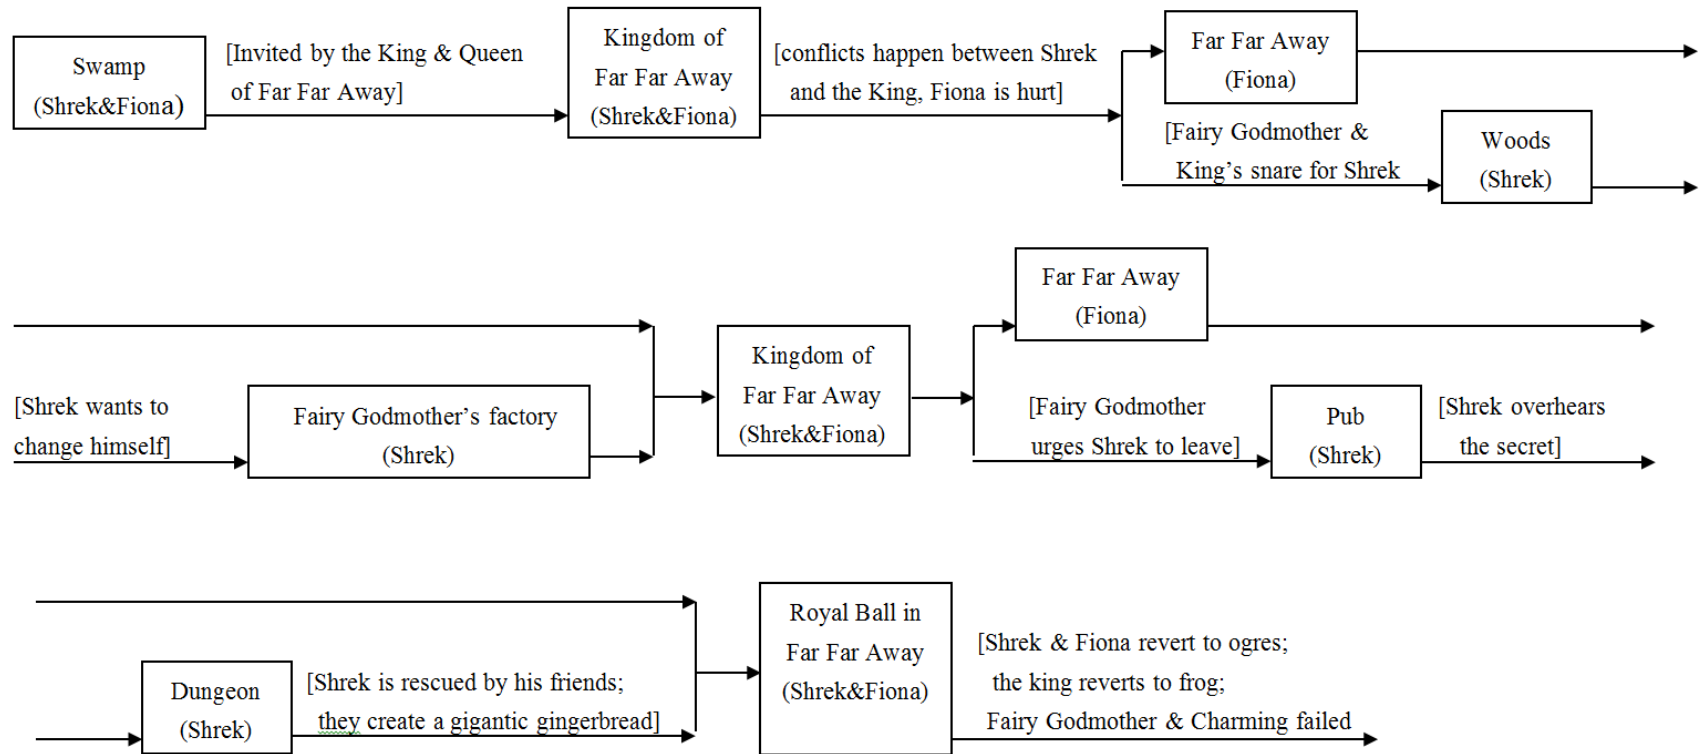 Swamp
(Shrek&Fiona)
[Invited by the King & Queen
of Far Far Away]
Kingdom of
Far Far Away
(Shrek&Fiona)
[conflicts happen between Shrek
and the King, Fiona is hurt]
Far Far Away
(Fiona)
[Fairy Godmother &
King's snare for Shrek
Woods
(Shrek)
[Shrek wants to
change himself]
Fairy Godmother's factory
(Shrek)
Kingdom of
Far Far Away
(Shrek&Fiona)
Far Far Away
(Fiona)
[Fairy Godmother
urges Shrek to leave]
Pub
(Shrek)
[Shrek overhears
the secret]
Dungeon
(Shrek)
[Shrek is rescued by his friends;
they create a gigantic gingerbread]
Royal Ball in
Far Far Away
(Shrek&Fiona)
[Shrek & Fiona revert to ogres;
the king reverts to frog;
Fairy Godmother & Charming failed